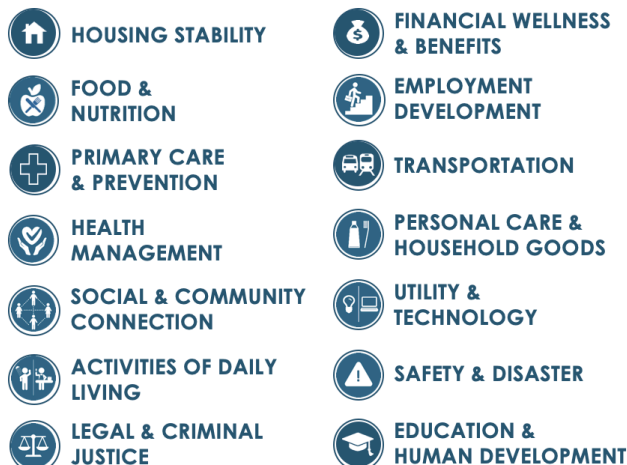 HOUSING STABILITY
FOOD &
NUTRITION
PRIMARY CARE
& PREVENTION
HEALTH
MANAGEMENT
SOCIAL & COMMUNITY
CONNECTION
ACTIVITIES OF DAILY
LIVING
LEGAL & CRIMINAL
JUSTICE
FINANCIAL WELLNESS
& BENEFITS
EMPLOYMENT
DEVELOPMENT
TRANSPORTATION
PERSONAL CARE &
HOUSEHOLD GOODS
UTILITY &
TECHNOLOGY
SAFETY & DISASTER
EDUCATION &
HUMAN DEVELOPMENT